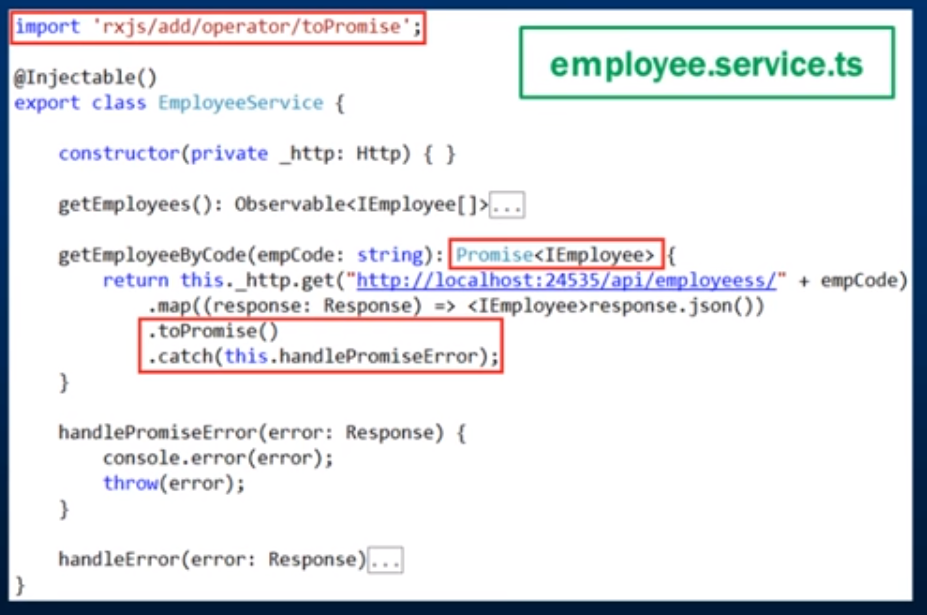 import 'rxjs/add/operator/toPromise';
employee.service.ts
@Injectable()
export class EmployeeService {
constructor(private _http: Http) { }
getEmployees(): Observable<IEmployee[]>...
getEmployeeByCode(empCode: string): Promise<IEmployee> {
return this._http.get("http://localhost:24535/api/employeess/" + empCode)
.map((response: Response) => <IEmployee>response.json())
.toPromise()
.catch(this.handlePromiseError);
}
handlePromiseError(error: Response) {
console.error(error);
throw(error);
}
handleError(error: Response)...
}